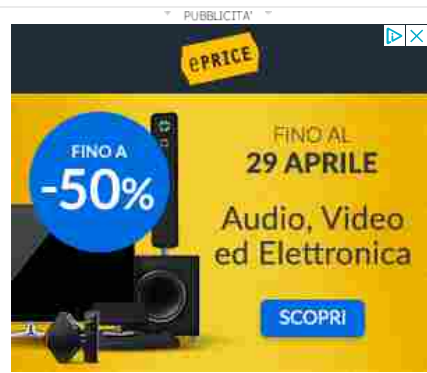 PUBBLICITA'
ePRICE
FINO A
-50%
FINO AL
29 APRILE
Audio, Video
ed Elettronica
SCOPRI